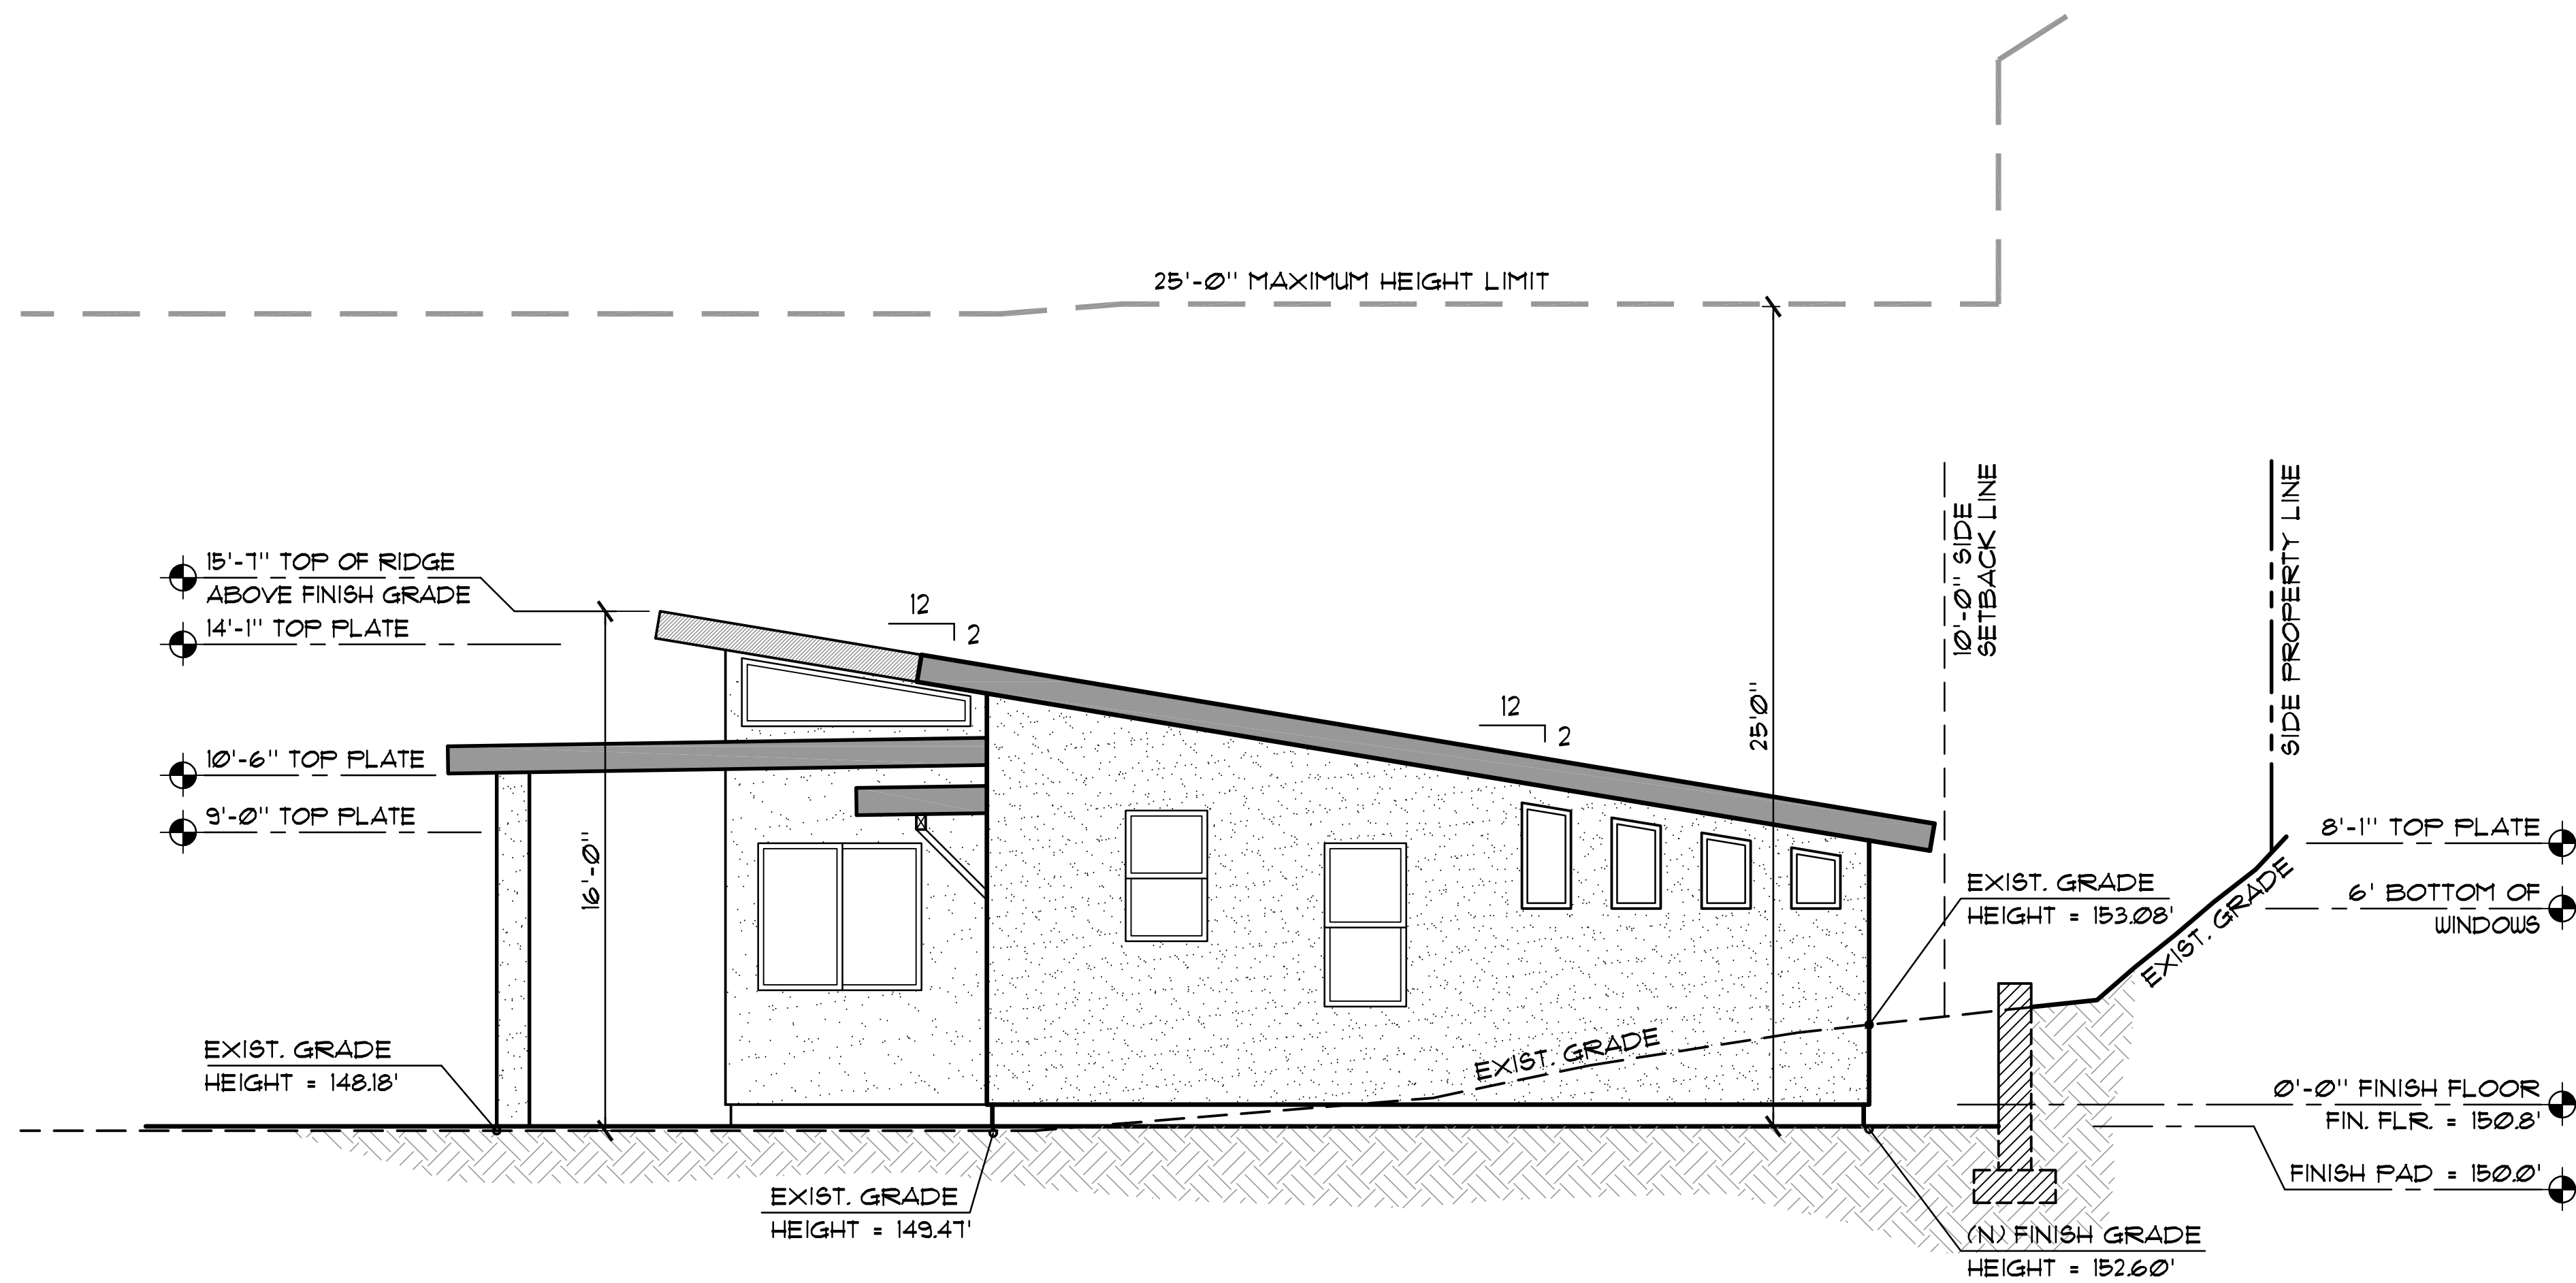 25'-0" MAXIMUM HEIGHT LIMIT
15'-7" TOP OF RIDGE
ABOVE FINISH GRADE
14'-1" TOP PLATE
10'-6" TOP PLATE
9'-0" TOP PLATE
16'-0"
12
2
12
2
25'0"
10'-0" SIDE
SETBACK LINE
SIDE PROPERTY LINE
8'-1" TOP PLATE
6' BOTTOM OF
WINDOWS
EXIST. GRADE
HEIGHT = 153.08'
EXIST. GRADE
EXIST. GRADE
EXIST. GRADE
HEIGHT = 148.18'
0'-0" FINISH FLOOR
FIN. FLR. = 150.8'
FINISH PAD = 150.0'
EXIST. GRADE
HEIGHT = 149.47'
(N) FINISH GRADE
HEIGHT = 152.60'